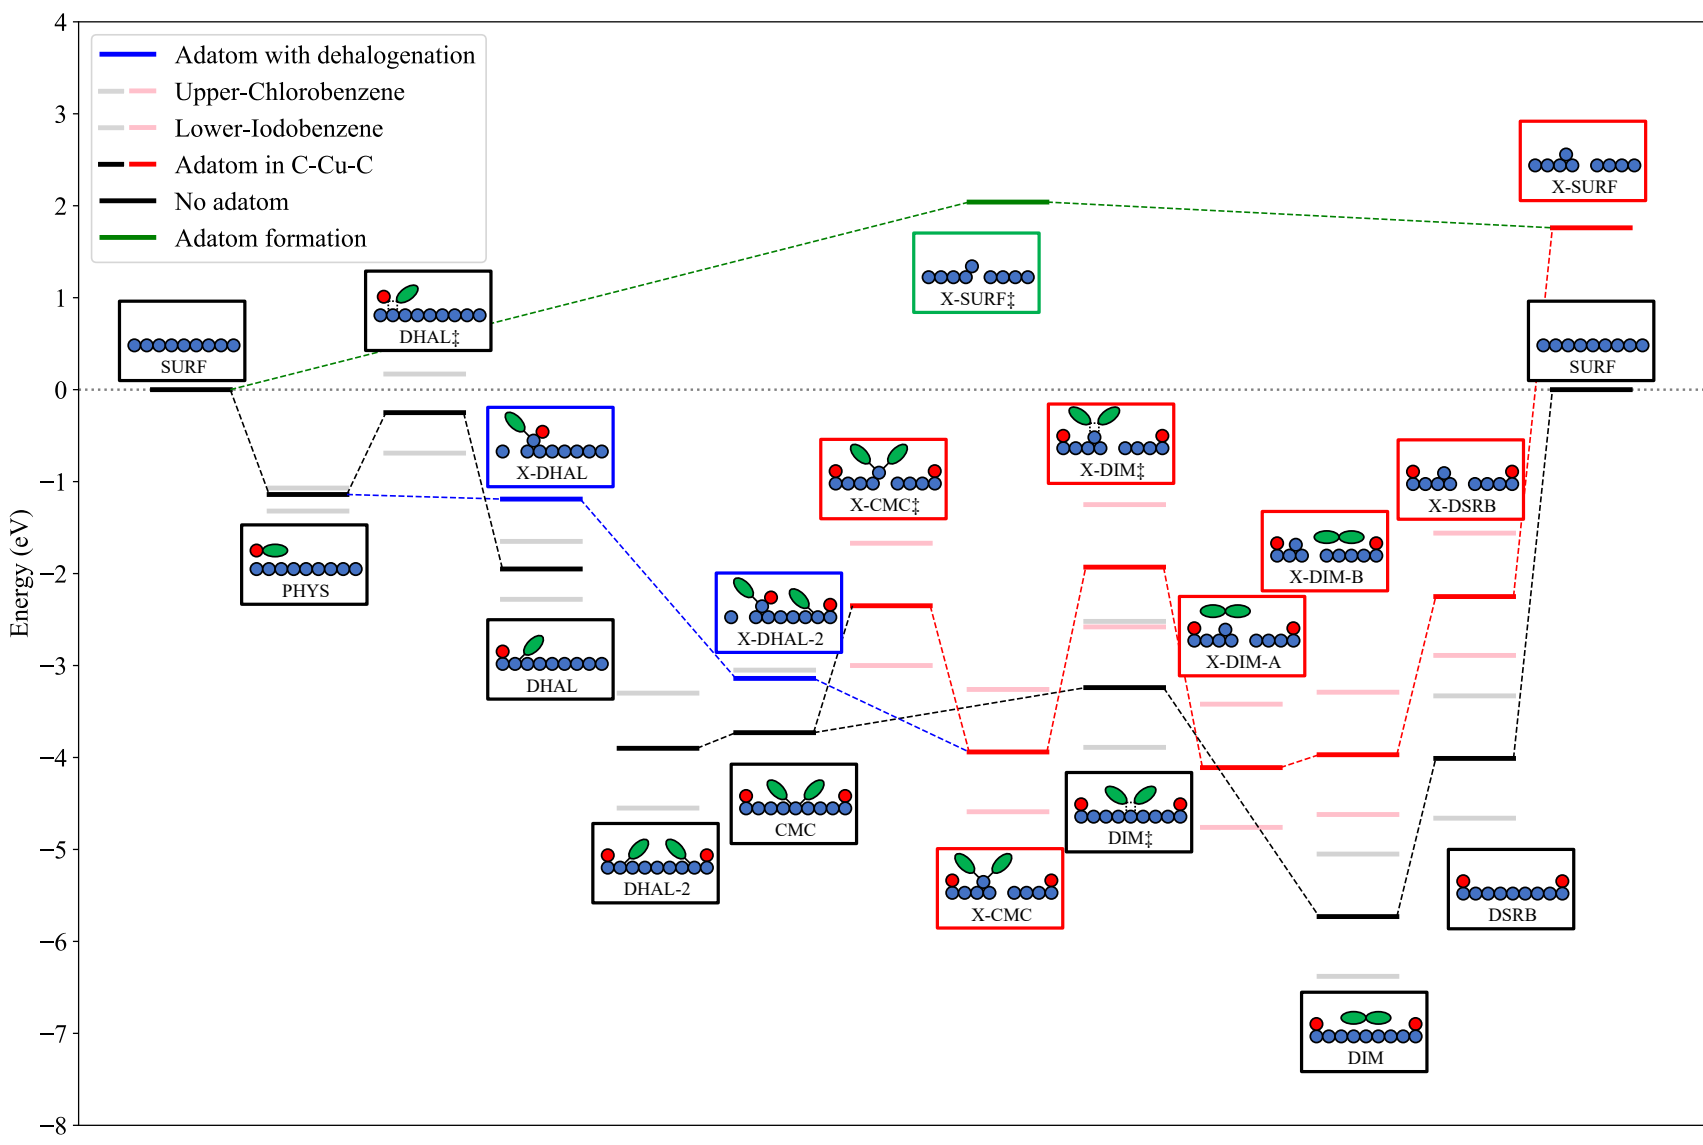 4
3
2
1
0
−1
−2
−3
−4
−5
−6
−7
−8
Energy (eV)
Adatom with dehalogenation
Upper-Chlorobenzene
Lower-Iodobenzene
Adatom in C-Cu-C
No adatom
Adatom formation
SURF
DHAL‡
X-SURF‡
X-SURF
SURF
PHYS
X-DHAL
DHAL
X-DHAL-2
DHAL-2
CMC
X-CMC‡
X-CMC
X-DIM‡
DIM‡
X-DIM-A
X-DIM-B
DIM
X-DSRB
DSRB